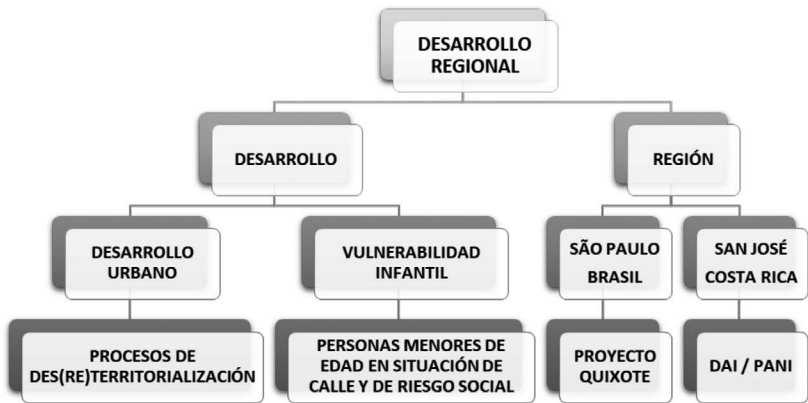 DESARROLLO
REGIONAL
DESARROLLO
REGIÓN
DESARROLLO
URBANO
VULNERABILIDAD
INFANTIL
SÃO PAULO
BRASIL
SAN JOSÉ
COSTA RICA
PROCESOS DE
DES(RE)TERRITORIALIZACIÓN
PERSONAS MENORES DE
EDAD EN SITUACIÓN DE
CALLE Y DE RIESGO SOCIAL
PROYECTO
QUIXOTE
DAI / PANI